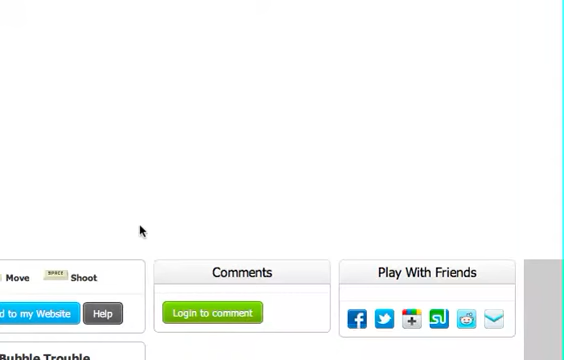 Move
SPACE
Shoot
Comments
Play With Friends
d to my Website
Help
Login to comment
Bubble Trouble